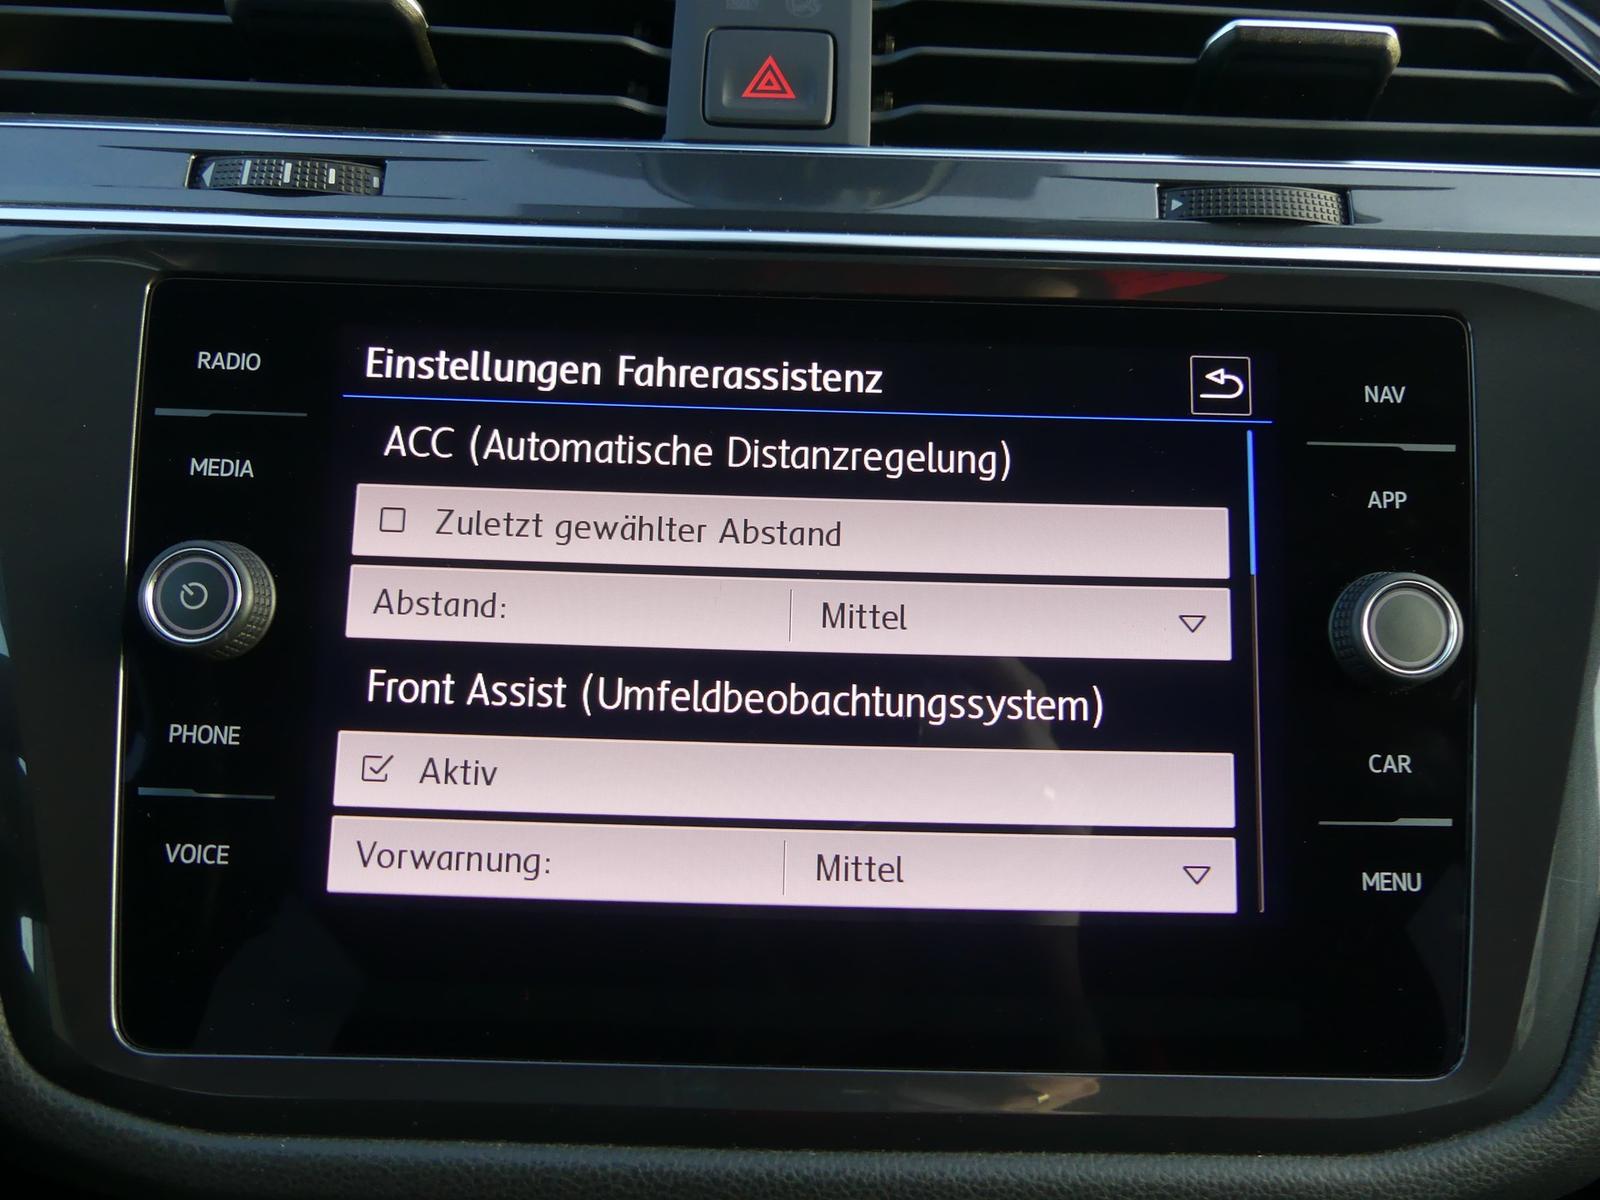 RADIO
MEDIA
PHONE
VOICE
Einstellungen Fahrerassistenz
ACC (Automatische Distanzregelung)
Zuletzt gewählter Abstand
Abstand: Mittel
Front Assist (Umfeldbeobachtungssystem)
Aktiv
Vorwarnung: Mittel
NAV
APP
CAR
MENU